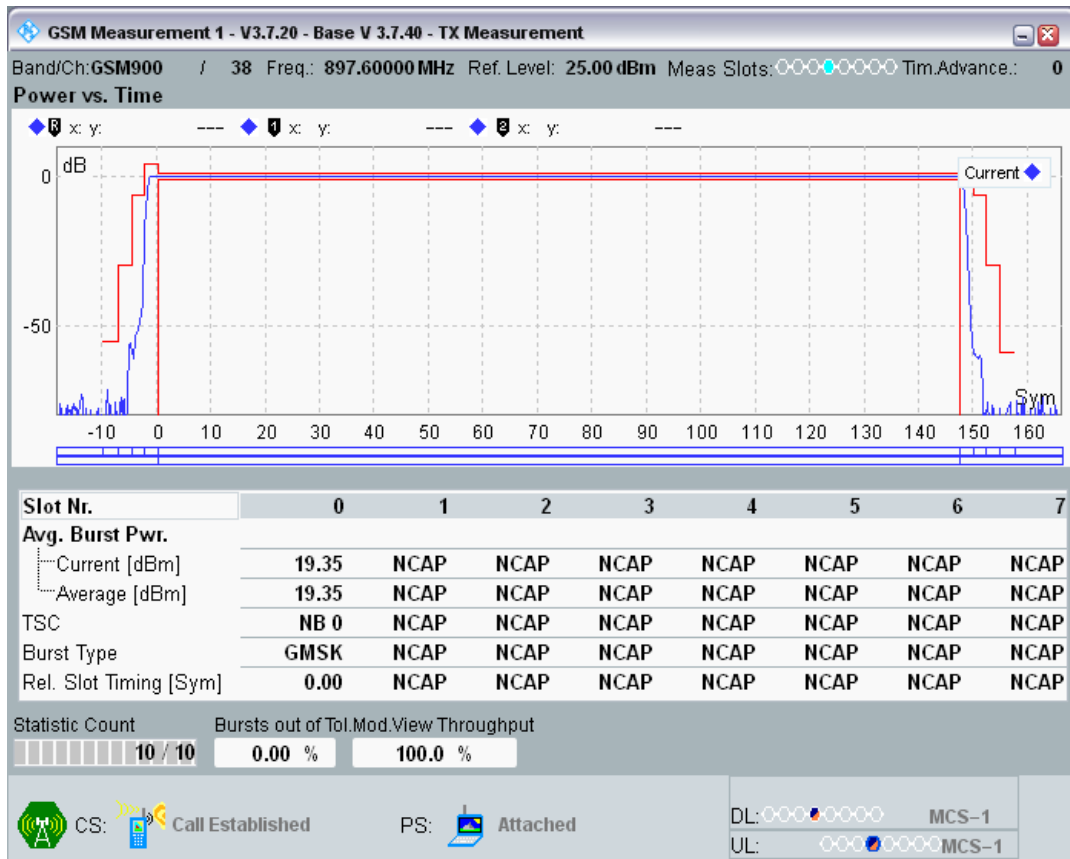 GSM Measurement 1 - V3.7.20 - Base V 3.7.40 - TX Measurement
Band/Ch:GSM900 / 38 Freq.: 897.60000 MHz Ref. Level: 25.00 dBm Meas Slots: Tim.Advance.: 0
Power vs. Time
R x: y: --- 1 x: y: --- 2 x: y: ---
dB
Current
0
-50
Sym
-10 0 10 20 30 40 50 60 70 80 90 100 110 120 130 140 150 160
Slot Nr. 0 1 2 3 4 5 6 7
Avg. Burst Pwr.
Current [dBm] 19.35 NCAP NCAP NCAP NCAP NCAP NCAP NCAP
Average [dBm] 19.35 NCAP NCAP NCAP NCAP NCAP NCAP NCAP
TSC NB 0 NCAP NCAP NCAP NCAP NCAP NCAP NCAP
Burst Type GMSK NCAP NCAP NCAP NCAP NCAP NCAP NCAP
Rel. Slot Timing [Sym] 0.00 NCAP NCAP NCAP NCAP NCAP NCAP NCAP
Statistic Count Bursts out of Tol. Mod.View Throughput
10 / 10 0.00 % 100.0 %
CS: Call Established PS: Attached
DL: MCS-1
UL: MCS-1